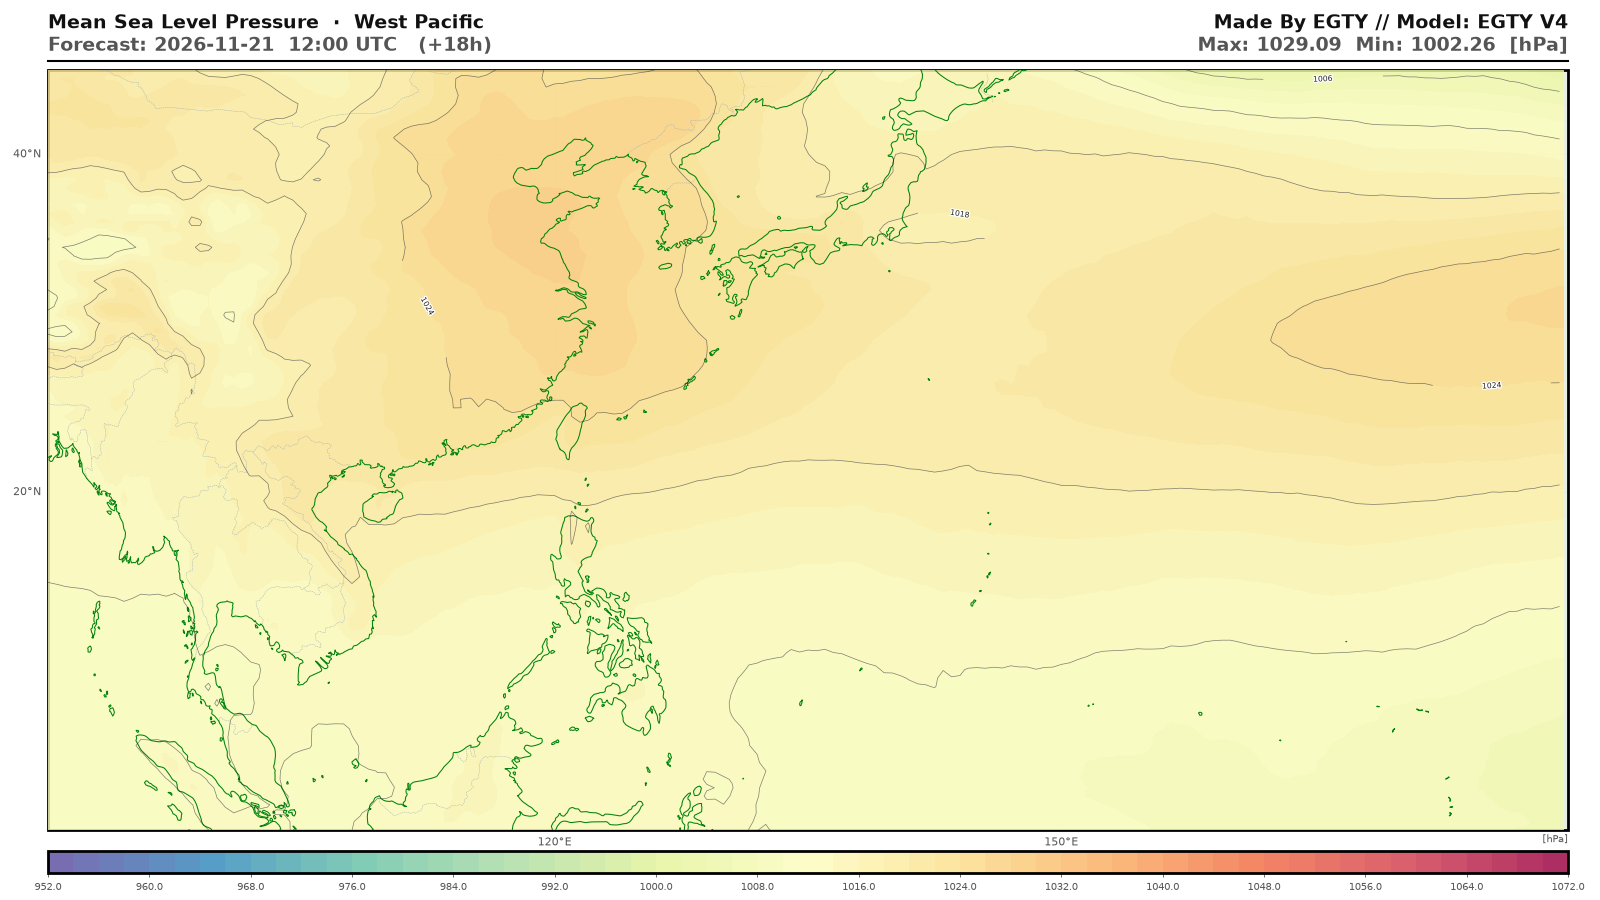 Mean Sea Level Pressure · West Pacific
Made By EGTY // Model: EGTY V4
Forecast: 2026-11-21 12:00 UTC (+18h)
Max: 1029.09 Min: 1002.26 [hPa]
1006
40°N
1018
1024
1024
20°N
120°E
150°E
[hPa]
952.0
960.0
968.0
976.0
984.0
992.0
1000.0
1008.0
1016.0
1024.0
1032.0
1040.0
1048.0
1056.0
1064.0
1072.0